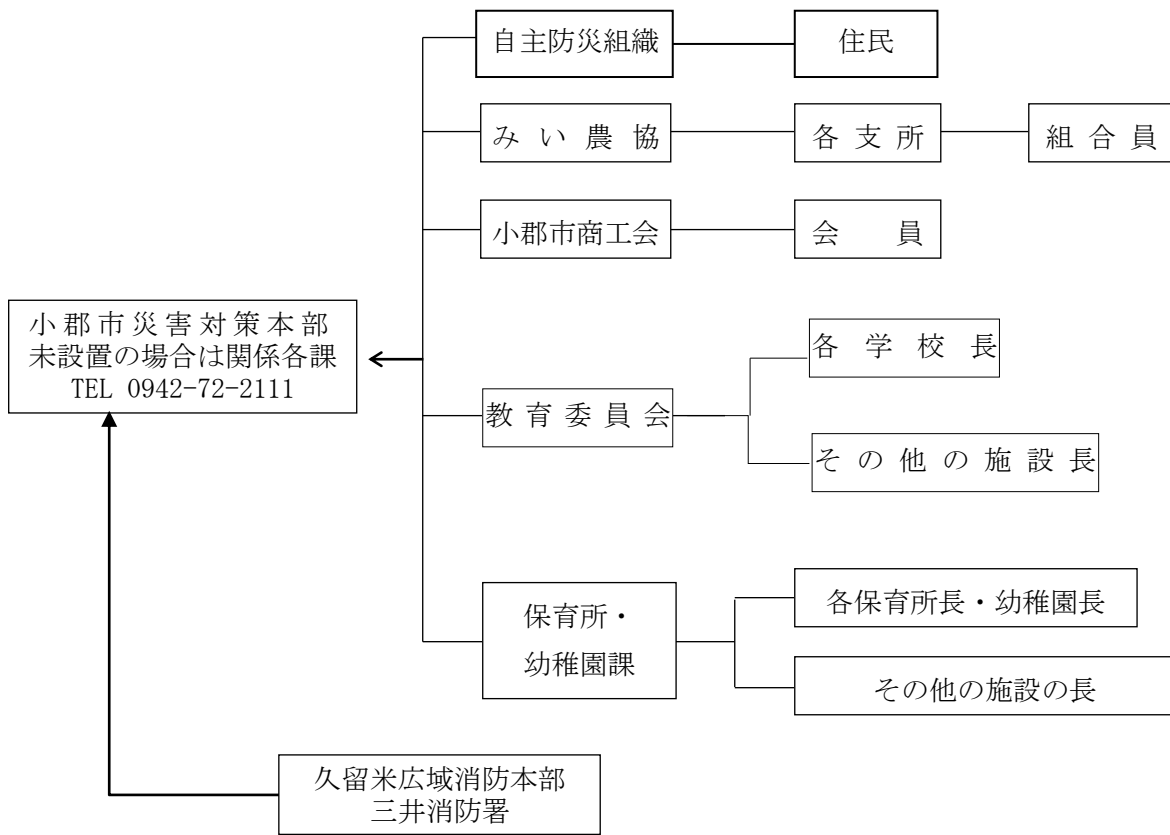 自主防災組織
住民
みい農協
各支所
組合員
小郡市商工会
会員
小郡市災害対策本部
未設置の場合は関係各課
TEL 0942-72-2111
各学校長
教育委員会
その他の施設長
保育所・
幼稚園課
各保育所長・幼稚園長
その他の施設の長
久留米広域消防本部
三井消防署